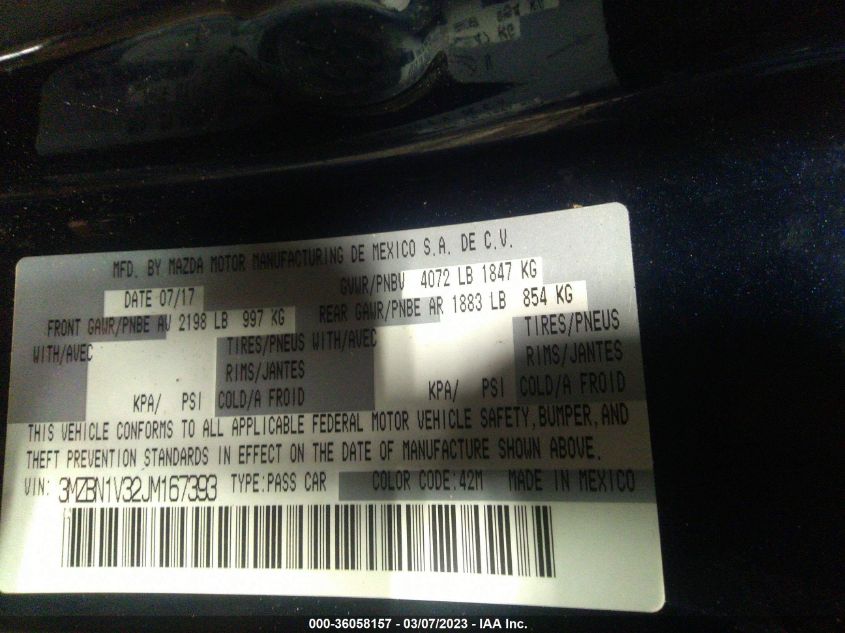 MFD. BY MAZDA MOTOR MANUFACTURING DE MEXICO S.A. DE C.V.
DATE 07/17 GVWR/PNBV 4072 LB 1847 KG
FRONT GAWR/PNBE AV 2198 LB 997 KG REAR GAWR/PNBE AR 1883 LB 854 KG
WITH/AVEC TIRES/PNEUS WITH/AVEC TIRES/PNEUS
RIMS/JANTES RIMS/JANTES
KPA/ PSI COLD/A FROID KPA/ PSI COLD/A FROID
THIS VEHICLE CONFORMS TO ALL APPLICABLE FEDERAL MOTOR VEHICLE SAFETY, BUMPER, AND
THEFT PREVENTION STANDARDS IN EFFECT ON THE DATE OF MANUFACTURE SHOWN ABOVE.
VIN: 3MZBN1V32JM167393 TYPE:PASS CAR COLOR CODE:42M MADE IN MEXICO
000-36058157 - 03/07/2023 - IAA Inc.